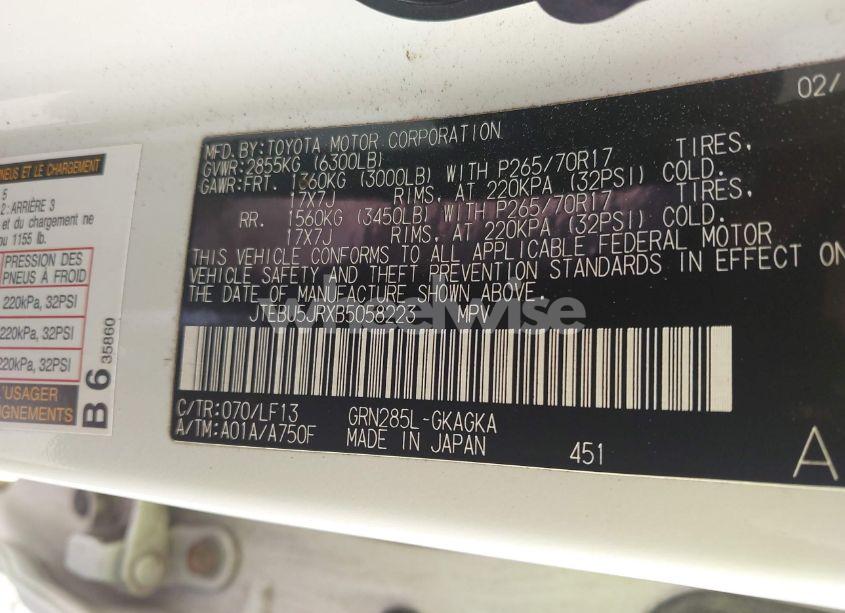 02/
MFD. BY: TOYOTA MOTOR CORPORATION
GVWR: 2855KG (6300LB)
GAWR: FRT. 1360KG (3000LB) WITH P265/70R17 TIRES,
17X7J RIMS, AT 220KPA (32PSI) COLD.
RR. 1560KG (3450LB) WITH P265/70R17 TIRES,
17X7J RIMS, AT 220KPA (32PSI) COLD.
THIS VEHICLE CONFORMS TO ALL APPLICABLE FEDERAL MOTOR
VEHICLE SAFETY AND THEFT PREVENTION STANDARDS IN EFFECT ON
THE DATE OF MANUFACTURE SHOWN ABOVE.
JTEBU5JRXB5058223 MPV
C/TR: 070/LF13 GRN285L-GKAGKA
A/TM: A01A/A750F MADE IN JAPAN 451 A
PNEUS ET LE CHARGEMENT
5
2: ARRIÈRE 3
et du chargement ne
ou 1155 lb.
PRESSION DES
PNEUS À FROID
220kPa, 32PSI
220kPa, 32PSI
220kPa, 32PSI
L'USAGER
IGNEMENTS
B 6 35860
wheelwise